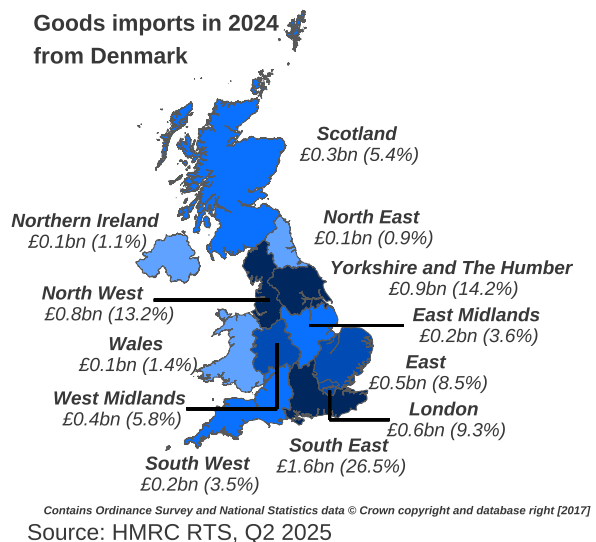 Goods imports in 2024
from Denmark
Scotland
£0.3bn (5.4%)
Northern Ireland
£0.1bn (1.1%)
North East
£0.1bn (0.9%)
Yorkshire and The Humber
£0.9bn (14.2%)
North West
£0.8bn (13.2%)
East Midlands
£0.2bn (3.6%)
Wales
£0.1bn (1.4%)
East
£0.5bn (8.5%)
West Midlands
£0.4bn (5.8%)
London
£0.6bn (9.3%)
South East
£1.6bn (26.5%)
South West
£0.2bn (3.5%)
Contains Ordinance Survey and National Statistics data © Crown copyright and database right [2017]
Source: HMRC RTS, Q2 2025